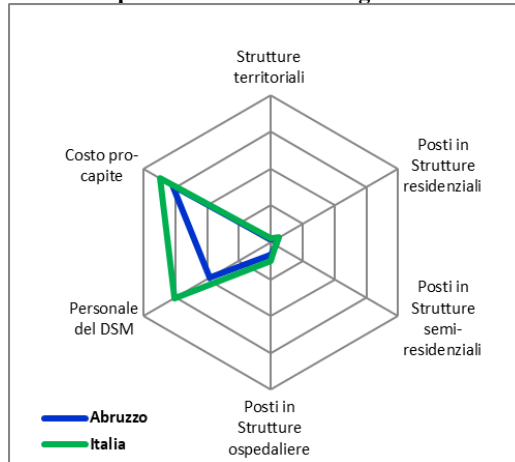 Strutture
territoriali
Costo pro-
capite
Posti in
Strutture
residenziali
Personale
del DSM
Posti in
Strutture
semi-
residenziali
Posti in
Strutture
ospedaliere
Abruzzo
Italia